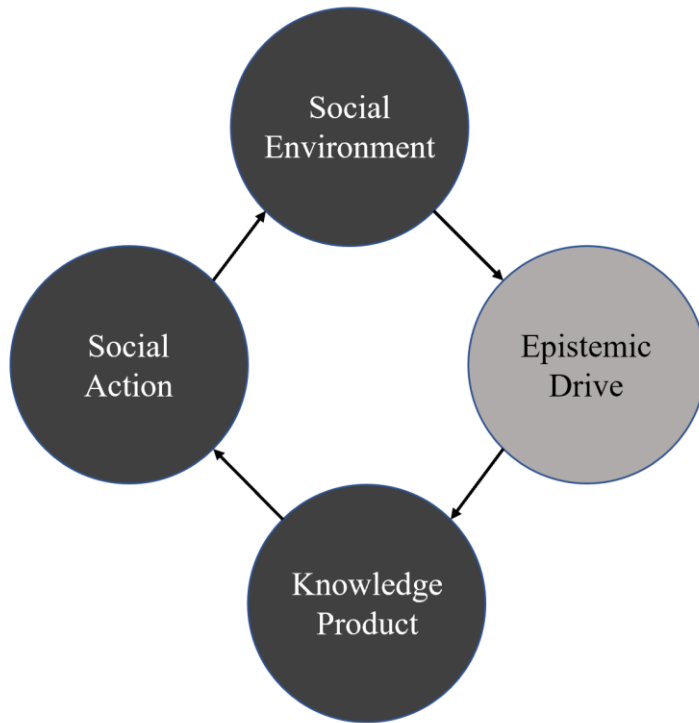 Social
Environment
Social
Action
Epistemic
Drive
Knowledge
Product